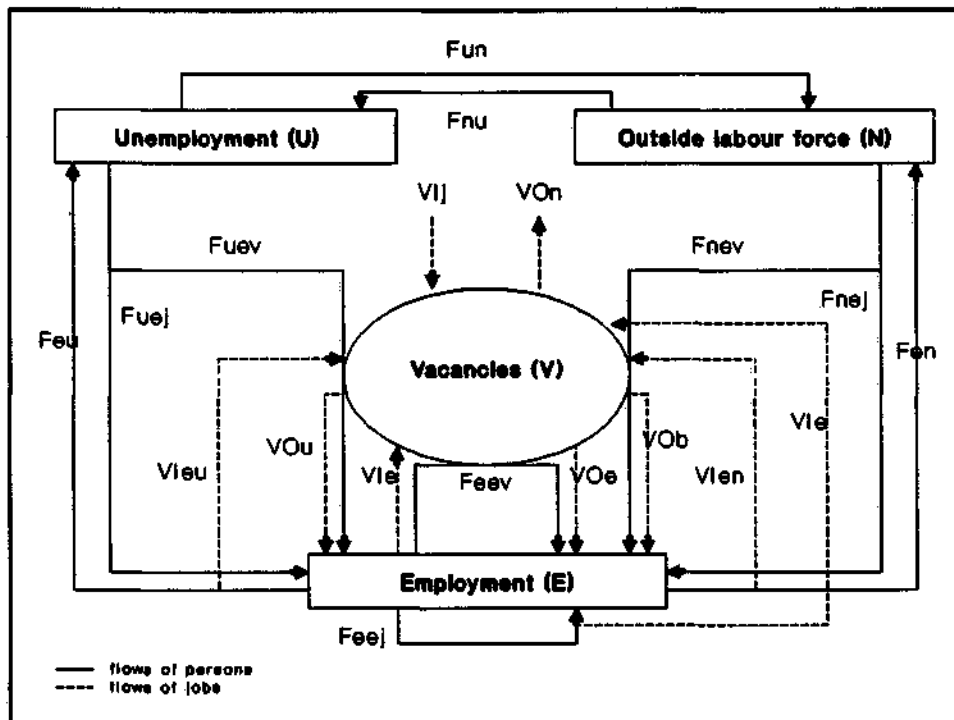 Fun
Unemployment (U)
Fnu
Outside labour force (N)
VIj
VOn
Fuev
Fnev
Fuej
Fnej
Feu
Fen
Vacancies (V)
VIe
VOu
VOb
VIeu
VIe
Feev
VOe
VIen
Employment (E)
Feej
flows of persons
flows of jobs